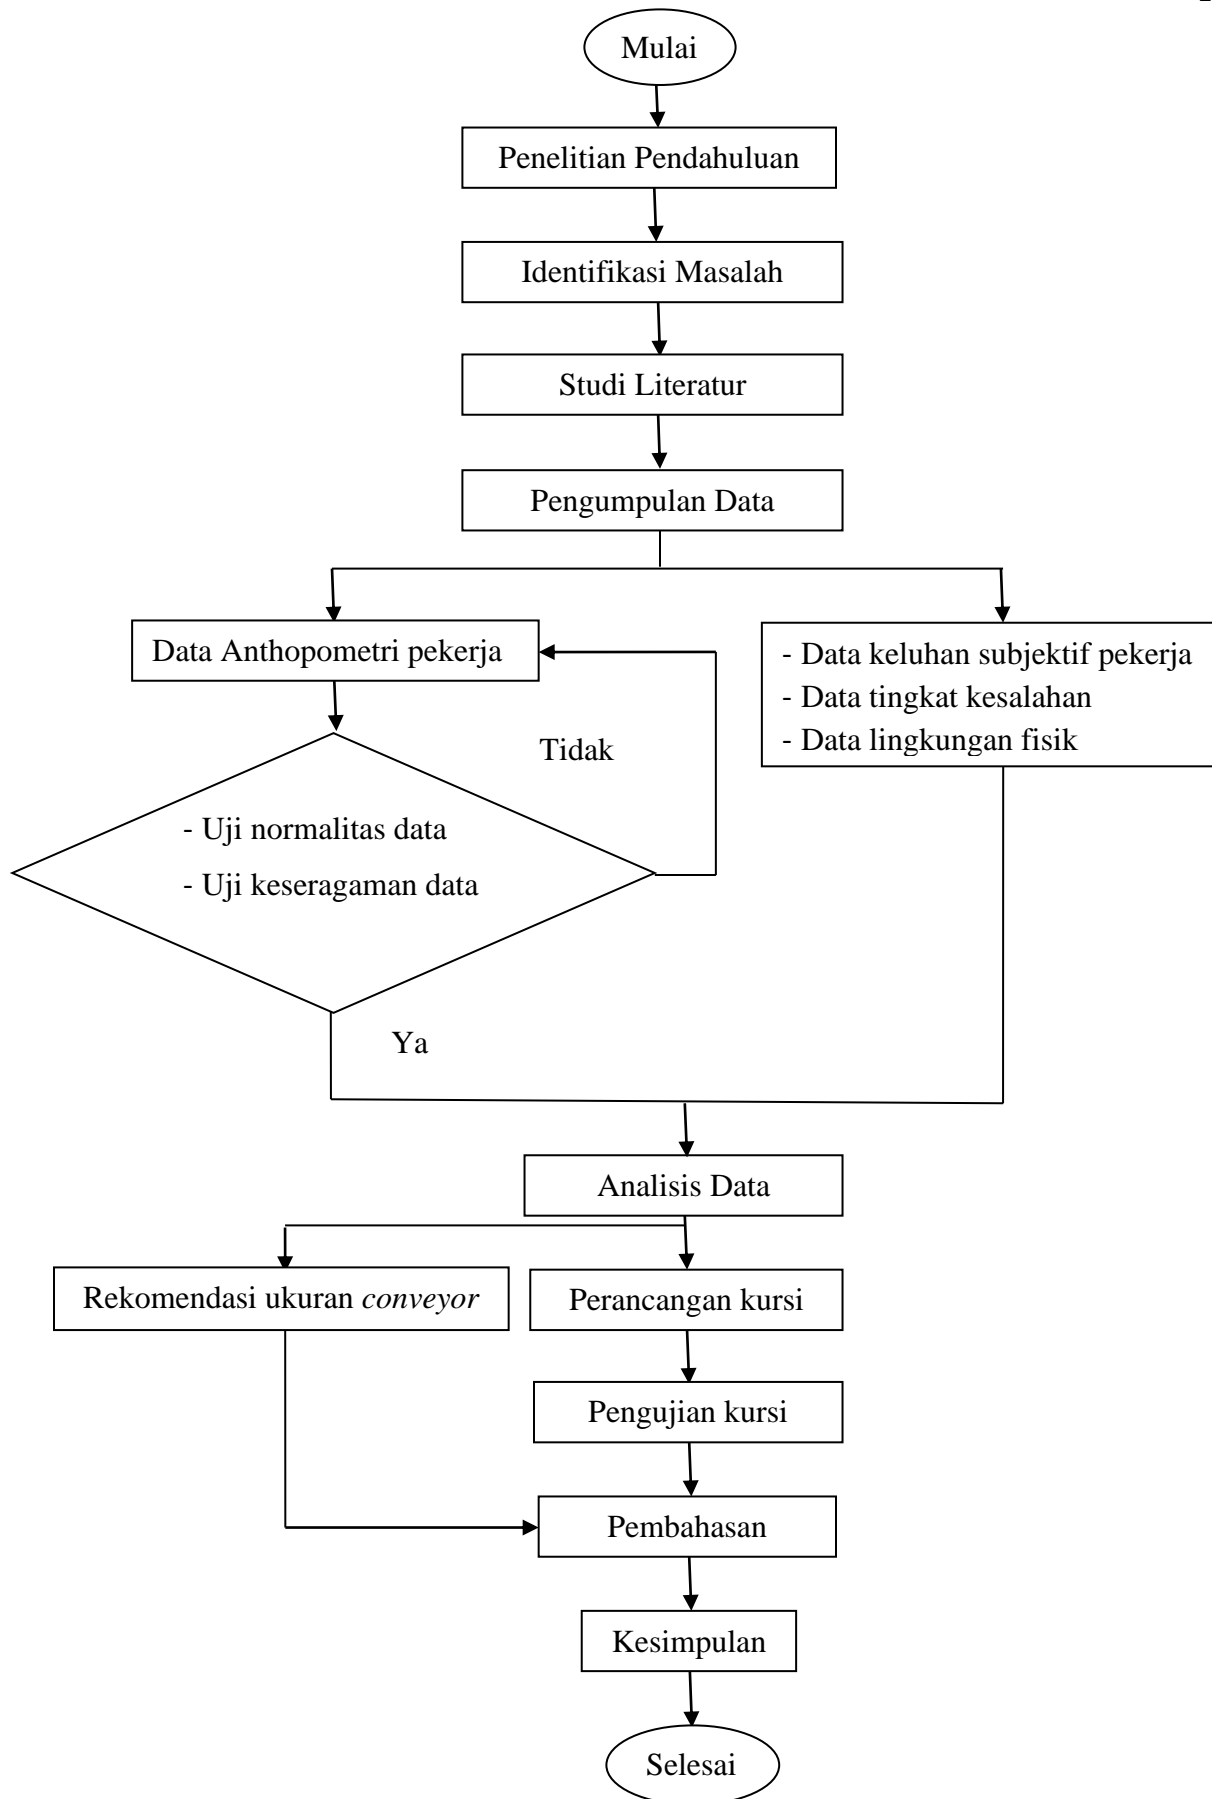 Mulai
Penelitian Pendahuluan
Identifikasi Masalah
Studi Literatur
Pengumpulan Data
Data Anthopometri pekerja
- Data keluhan subjektif pekerja
- Data tingkat kesalahan
- Data lingkungan fisik
Tidak
- Uji normalitas data
- Uji keseragaman data
Ya
Analisis Data
Rekomendasi ukuran conveyor
Perancangan kursi
Pengujian kursi
Pembahasan
Kesimpulan
Selesai